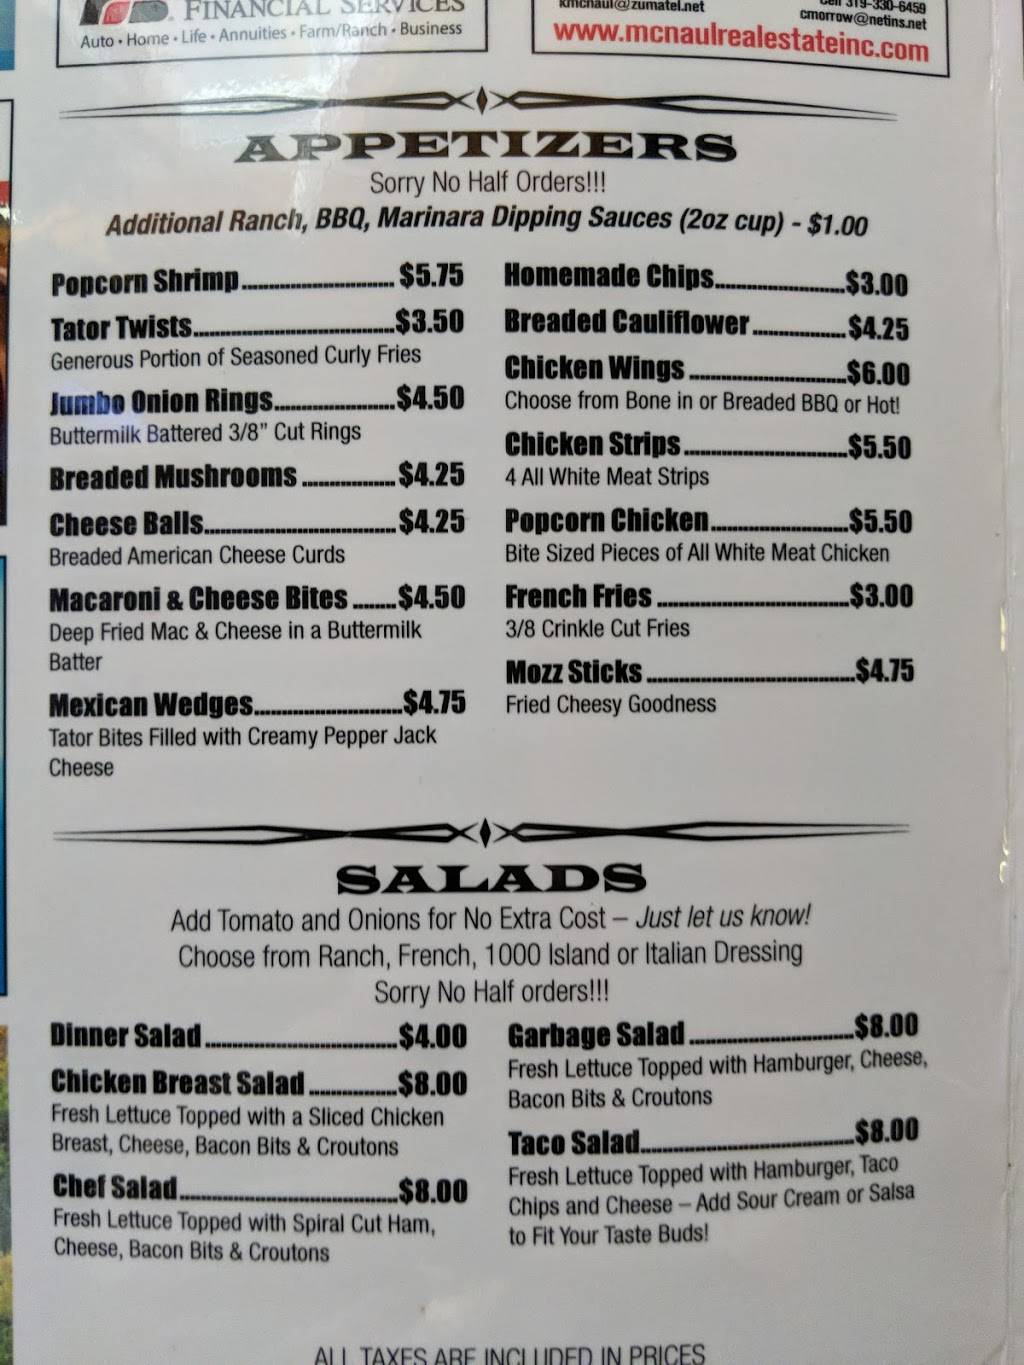 FINANCIAL SERVICES
Auto • Home • Life • Annuities • Farm/Ranch • Business
kmcnaul@zumatel.net
Cell 319-330-6459
cmorrow@netins.net
www.mcnaulrealestateinc.com
APPETIZERS
Sorry No Half Orders!!!
Additional Ranch, BBQ, Marinara Dipping Sauces (2oz cup) - $1.00
Popcorn Shrimp $5.75
Tator Twists $3.50
Generous Portion of Seasoned Curly Fries
Jumbo Onion Rings $4.50
Buttermilk Battered 3/8" Cut Rings
Breaded Mushrooms $4.25
Cheese Balls $4.25
Breaded American Cheese Curds
Macaroni & Cheese Bites $4.50
Deep Fried Mac & Cheese in a Buttermilk
Batter
Mexican Wedges $4.75
Tator Bites Filled with Creamy Pepper Jack
Cheese
Homemade Chips $3.00
Breaded Cauliflower $4.25
Chicken Wings $6.00
Choose from Bone in or Breaded BBQ or Hot!
Chicken Strips $5.50
4 All White Meat Strips
Popcorn Chicken $5.50
Bite Sized Pieces of All White Meat Chicken
French Fries $3.00
3/8 Crinkle Cut Fries
Mozz Sticks $4.75
Fried Cheesy Goodness
SALADS
Add Tomato and Onions for No Extra Cost – Just let us know!
Choose from Ranch, French, 1000 Island or Italian Dressing
Sorry No Half orders!!!
Dinner Salad $4.00
Chicken Breast Salad $8.00
Fresh Lettuce Topped with a Sliced Chicken
Breast, Cheese, Bacon Bits & Croutons
Chef Salad $8.00
Fresh Lettuce Topped with Spiral Cut Ham,
Cheese, Bacon Bits & Croutons
Garbage Salad $8.00
Fresh Lettuce Topped with Hamburger, Cheese,
Bacon Bits & Croutons
Taco Salad $8.00
Fresh Lettuce Topped with Hamburger, Taco
Chips and Cheese – Add Sour Cream or Salsa
to Fit Your Taste Buds!
ALL TAXES ARE INCLUDED IN PRICES